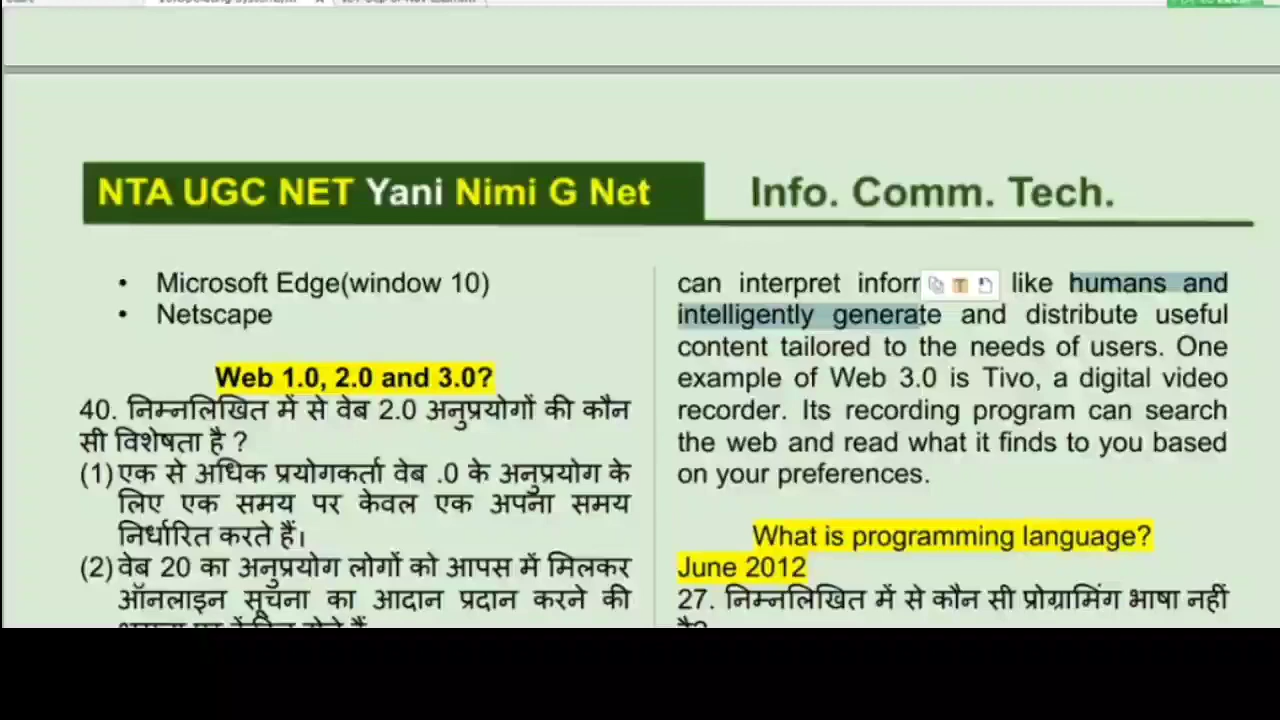 NTA UGC NET Yani Nimi G Net
Info. Comm. Tech.
• Microsoft Edge(window 10)
• Netscape
Web 1.0, 2.0 and 3.0?
40. निम्नलिखित में से वेब 2.0 अनुप्रयोगों की कौन
सी विशेषता है ?
(1) एक से अधिक प्रयोगकर्ता वेब .0 के अनुप्रयोग के
लिए एक समय पर केवल एक अपना समय
निर्धारित करते हैं।
(2) वेब 20 का अनुप्रयोग लोगों को आपस में मिलकर
ऑनलाइन सूचना का आदान प्रदान करने की
can interpret like humans and
intelligently generate and distribute useful
content tailored to the needs of users. One
example of Web 3.0 is Tivo, a digital video
recorder. Its recording program can search
the web and read what it finds to you based
on your preferences.
What is programming language?
June 2012
27. निम्नलिखित में से कौन सी प्रोग्रामिंग भाषा नहीं